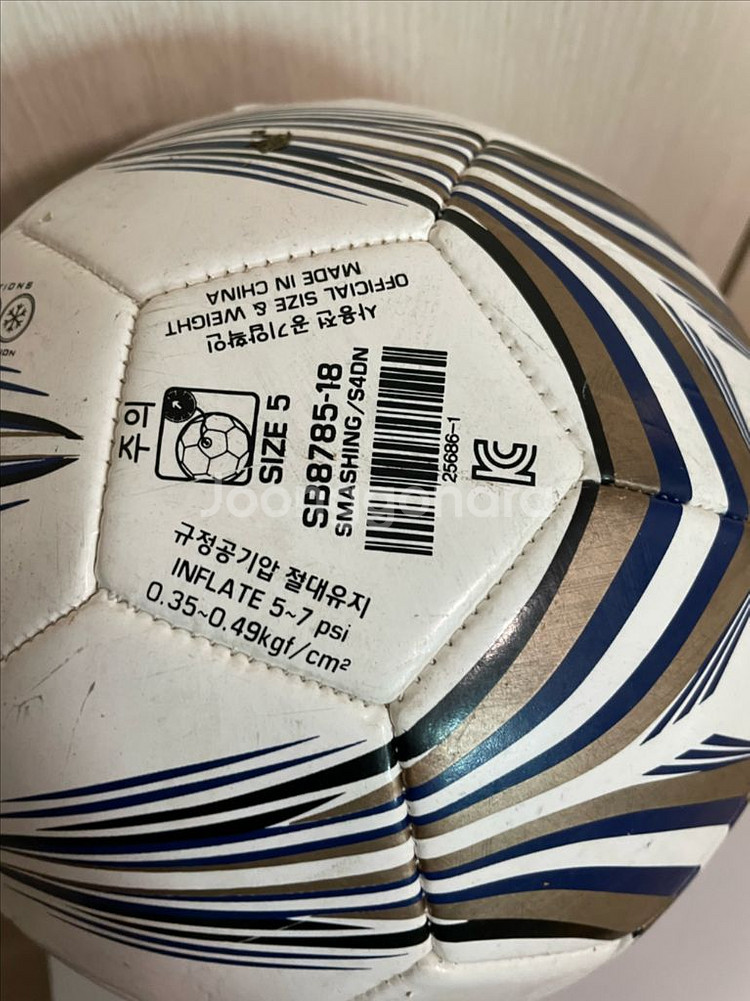 사용전 공기압확인
OFFICIAL SIZE & WEIGHT
MADE IN CHINA
주의
SIZE 5
SB8785-18
SMASHING/S4DN
25686-1
KC
규정공기압 절대유지
INFLATE 5~7 psi
0.35~0.49kgf/cm²
Joonggonara